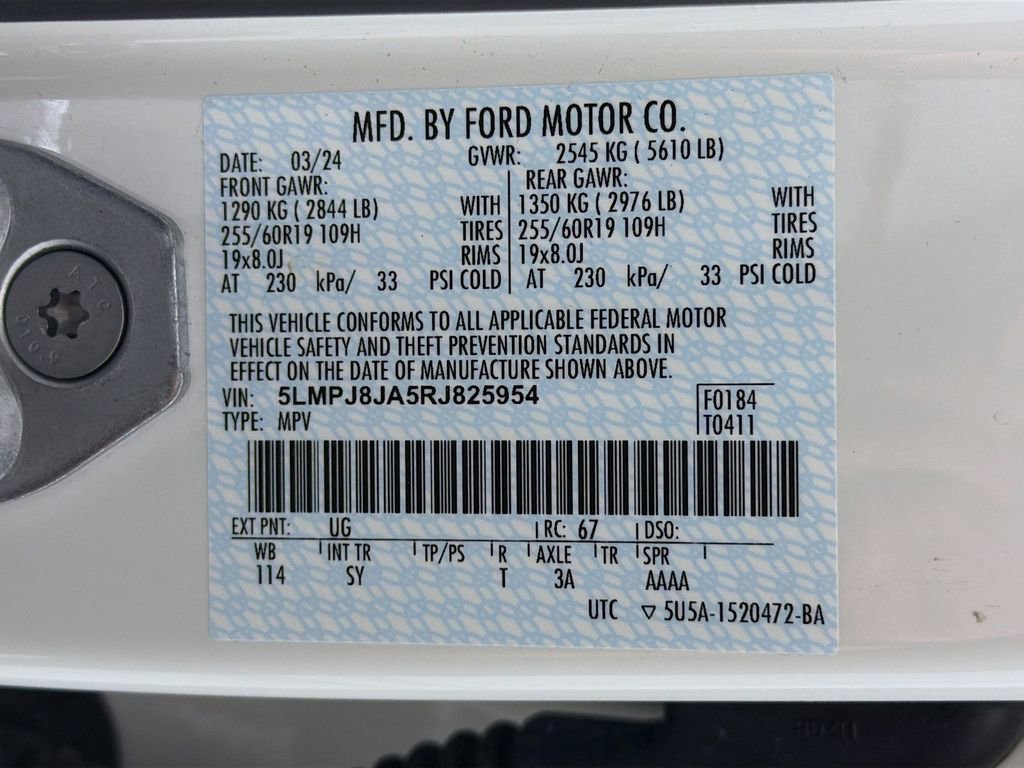 MFD. BY FORD MOTOR CO.
DATE: 03/24 GVWR: 2545 KG ( 5610 LB)
FRONT GAWR: REAR GAWR:
1290 KG ( 2844 LB) WITH 1350 KG ( 2976 LB) WITH
255/60R19 109H TIRES 255/60R19 109H TIRES
19x8.0J RIMS 19x8.0J RIMS
AT 230 kPa/ 33 PSI COLD AT 230 kPa/ 33 PSI COLD
THIS VEHICLE CONFORMS TO ALL APPLICABLE FEDERAL MOTOR
VEHICLE SAFETY AND THEFT PREVENTION STANDARDS IN
EFFECT ON THE DATE OF MANUFACTURE SHOWN ABOVE.
VIN: 5LMPJ8JA5RJ825954 F0184
TYPE: MPV T0411
EXT PNT: UG RC: 67 DSO:
WB INT TR TP/PS R AXLE TR SPR
114 SY T 3A AAAA
UTC ▽ 5U5A-1520472-BA